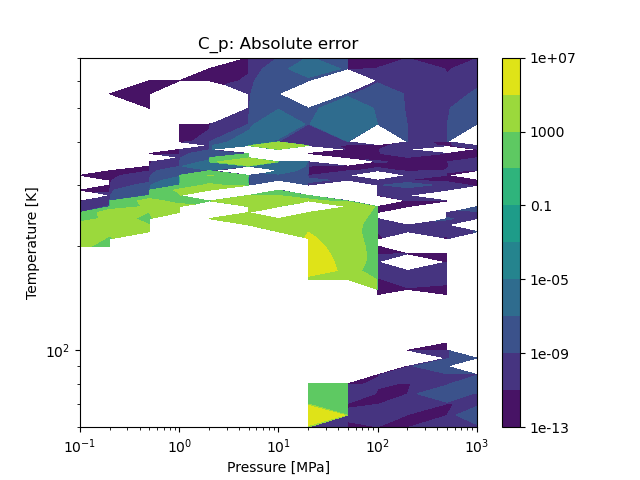 C_p: Absolute error
1e+07
1000
0.1
1e-05
1e-09
1e-13
Temperature [K]
10²
10⁻¹ 10⁰ 10¹ 10² 10³
Pressure [MPa]